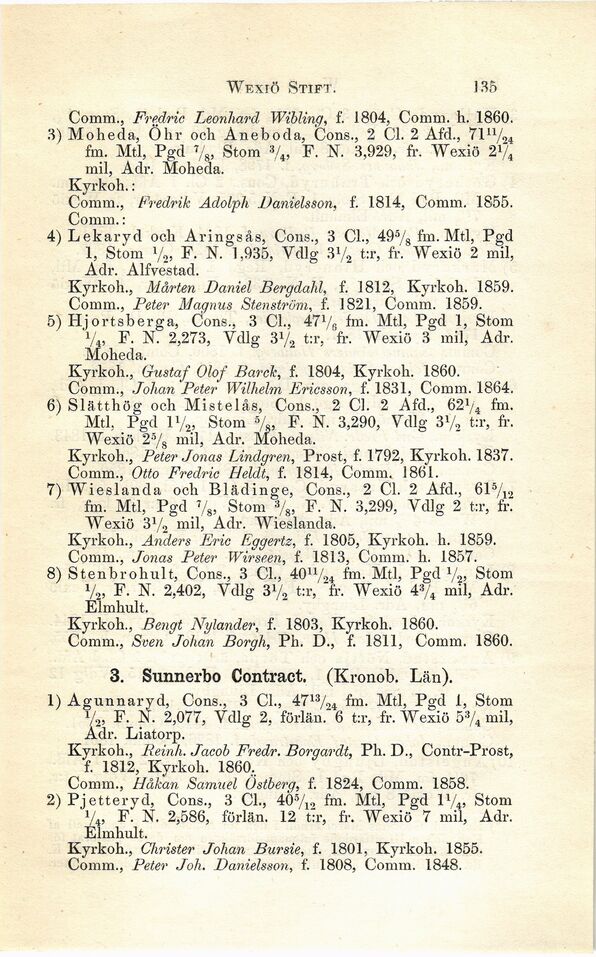 Wexiö Stift. 135
Comm., Fredric Leonhard Wibling, f. 1804, Comm. h. 1860.
3) Moheda, Öhr och Aneboda, Cons., 2 Cl. 2 Afd., 71¹¹/₂₄
fm. Mtl, Pgd ⁷/₈, Stom ³/₄, F. N. 3,929, fr. Wexiö 2¹/₄
mil, Adr. Moheda.
Kyrkoh.:
Comm., Fredrik Adolph Danielsson, f. 1814, Comm. 1855.
Comm.:
4) Lekaryd och Aringsås, Cons., 3 Cl., 49⁵/₈ fm. Mtl, Pgd
1, Stom ¹/₂, F. N. 1,935, Vdlg 3¹/₂ t:r, fr. Wexiö 2 mil,
Adr. Alfvestad.
Kyrkoh., Mårten Daniel Bergdahl, f. 1812, Kyrkoh. 1859.
Comm., Peter Magnus Stenström, f. 1821, Comm. 1859.
5) Hjortsberga, Cons., 3 Cl., 47¹/₆ fm. Mtl, Pgd 1, Stom
¹/₄, F. N. 2,273, Vdlg 3¹/₂ t:r, fr. Wexiö 3 mil, Adr.
Moheda.
Kyrkoh., Gustaf Olof Barck, f. 1804, Kyrkoh. 1860.
Comm., Johan Peter Wilhelm Ericsson, f. 1831, Comm. 1864.
6) Slätthög och Mistelås, Cons., 2 Cl. 2 Afd., 62¹/₄ fm.
Mtl, Pgd 1¹/₂, Stom ⁵/₈, F. N. 3,290, Vdlg 3¹/₂ t:r, fr.
Wexiö 2⁵/₈ mil, Adr. Moheda.
Kyrkoh., Peter Jonas Lindgren, Prost, f. 1792, Kyrkoh. 1837.
Comm., Otto Fredric Heldt, f. 1814, Comm. 1861.
7) Wieslanda och Blädinge, Cons., 2 Cl. 2 Afd., 61⁵/₁₂
fm. Mtl, Pgd ⁷/₈, Stom ³/₈, F. N. 3,299, Vdlg 2 t:r, fr.
Wexiö 3¹/₂ mil, Adr. Wieslanda.
Kyrkoh., Anders Eric Eggertz, f. 1805, Kyrkoh. h. 1859.
Comm., Jonas Peter Wirseen, f. 1813, Comm. h. 1857.
8) Stenbrohult, Cons., 3 Cl., 40¹¹/₂₄ fm. Mtl, Pgd ¹/₂, Stom
¹/₂, F. N. 2,402, Vdlg 3¹/₂ t:r, fr. Wexiö 4³/₄ mil, Adr.
Elmhult.
Kyrkoh., Bengt Nylander, f. 1803, Kyrkoh. 1860.
Comm., Sven Johan Borgh, Ph. D., f. 1811, Comm. 1860.
3. Sunnerbo Contract. (Kronob. Län).
1) Agunnaryd, Cons., 3 Cl., 47¹³/₂₄ fm. Mtl, Pgd 1, Stom
¹/₂, F. N. 2,077, Vdlg 2, förlän. 6 t:r, fr. Wexiö 5³/₄ mil,
Adr. Liatorp.
Kyrkoh., Reinh. Jacob Fredr. Borgardt, Ph. D., Contr-Prost,
f. 1812, Kyrkoh. 1860.
Comm., Håkan Samuel Östberg, f. 1824, Comm. 1858.
2) Pjetteryd, Cons., 3 Cl., 40⁵/₁₂ fm. Mtl, Pgd 1¹/₄, Stom
¹/₄, F. N. 2,586, förlän. 12 t:r, fr. Wexiö 7 mil, Adr.
Elmhult.
Kyrkoh., Christer Johan Bursie, f. 1801, Kyrkoh. 1855.
Comm., Peter Joh. Danielsson, f. 1808, Comm. 1848.